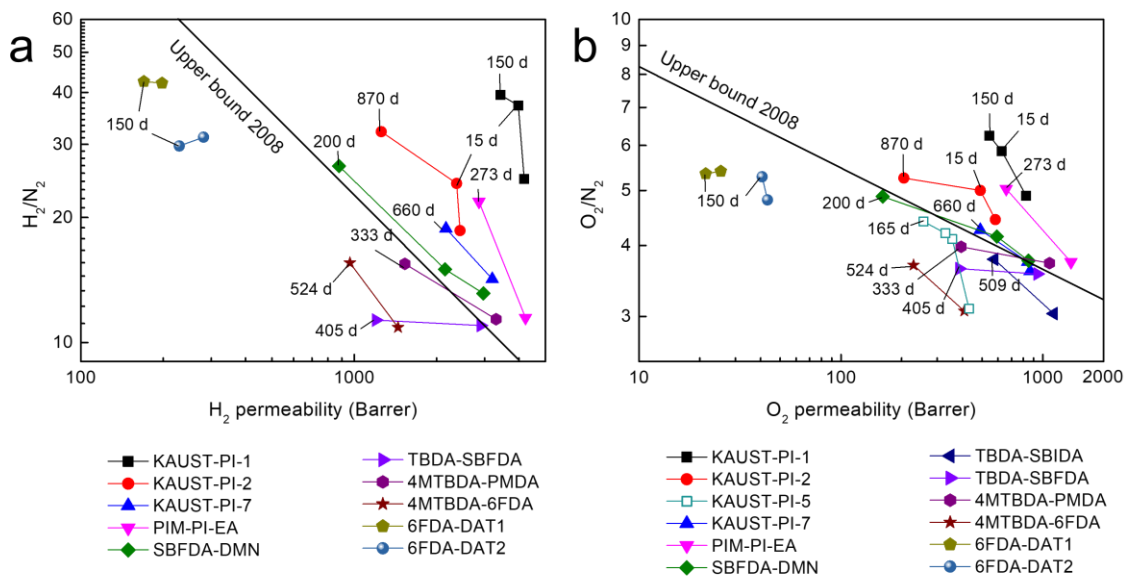 a
60
50
40
30
20
10
H2/N2
100
1000
H2 permeability (Barrer)
Upper bound 2008
150 d
870 d
15 d
200 d
273 d
150 d
660 d
333 d
524 d
405 d
KAUST-PI-1
KAUST-PI-2
KAUST-PI-7
PIM-PI-EA
SBFDA-DMN
TBDA-SBFDA
4MTBDA-PMDA
4MTBDA-6FDA
6FDA-DAT1
6FDA-DAT2
b
10
9
8
7
6
5
4
3
O2/N2
10
100
1000
2000
O2 permeability (Barrer)
Upper bound 2008
150 d
15 d
870 d
15 d
273 d
150 d
200 d
660 d
165 d
524 d
333 d
509 d
405 d
KAUST-PI-1
KAUST-PI-2
KAUST-PI-5
KAUST-PI-7
PIM-PI-EA
SBFDA-DMN
TBDA-SBIDA
TBDA-SBFDA
4MTBDA-PMDA
4MTBDA-6FDA
6FDA-DAT1
6FDA-DAT2